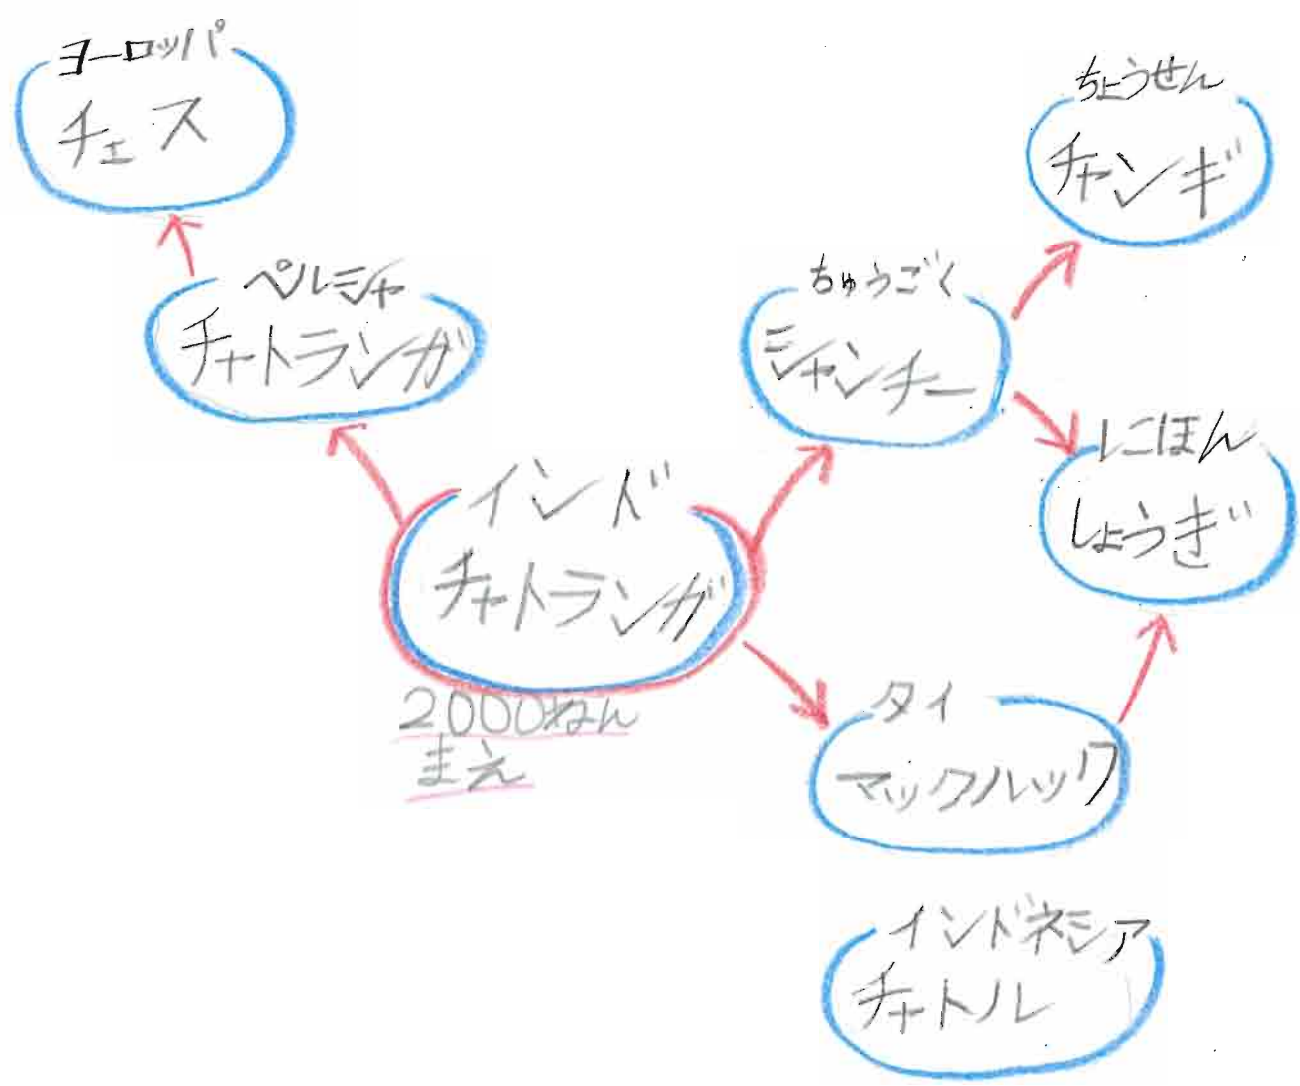 ヨーロッパ
チェス
ペルシャ
チャトランガ
インド
チャトランガ
2000ねん
まえ
ちゅうごく
シャンチー
ちょうせん
チャンギ
にほん
しょうぎ
タイ
マックルック
インドネシア
チャトル